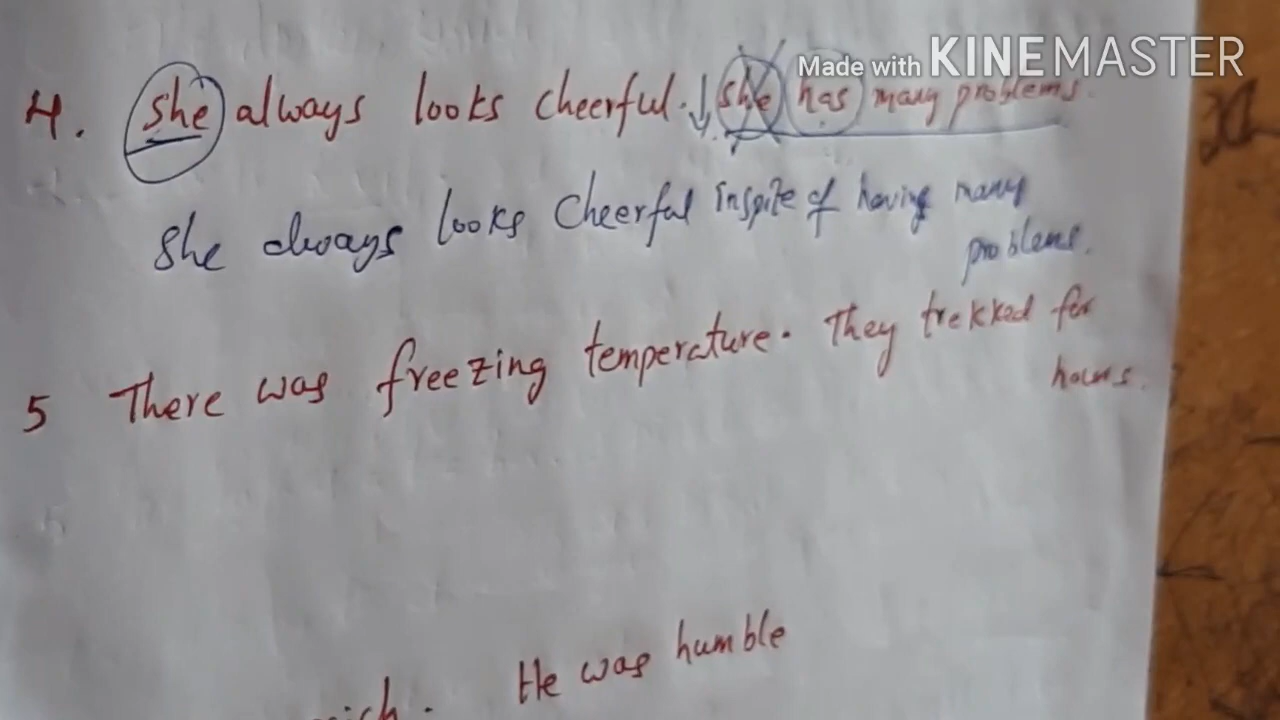 Made with KINEMASTER
4. She always looks cheerful. ↓ she has many problems.
She always looks Cheerful inspite of having many
problems.
5 There was freezing temperature. They trekked for
hours.
He was humble